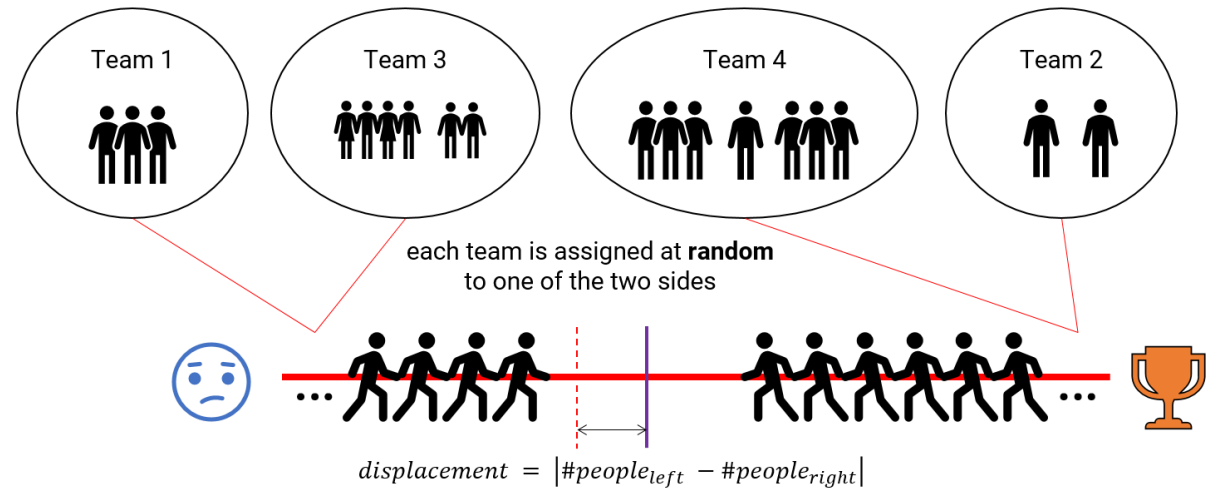 Team 1
Team 3
Team 4
Team 2
each team is assigned at random
to one of the two sides
displacement = |#people_left − #people_right|